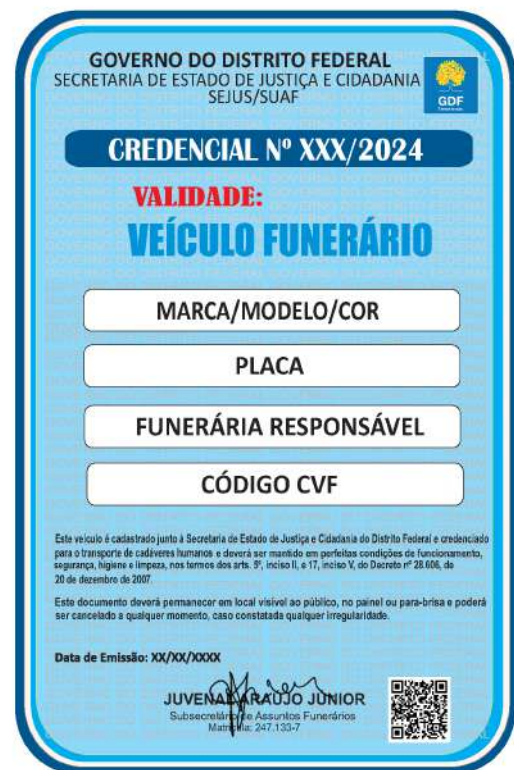 GOVERNO DO DISTRITO FEDERAL
SECRETARIA DE ESTADO DE JUSTIÇA E CIDADANIA
SEJUS/SUAF
GDF
CREDENCIAL Nº XXX/2024
VALIDADE:
VEÍCULO FUNERÁRIO
MARCA/MODELO/COR
PLACA
FUNERÁRIA RESPONSÁVEL
CÓDIGO CVF
Este veículo é cadastrado junto à Secretaria de Estado de Justiça e Cidadania do Distrito Federal e credenciado
para o transporte de cadáveres humanos e deverá ser mantido em perfeitas condições de funcionamento,
segurança, higiene e limpeza, nos termos dos arts. 5º, inciso II, e 17, inciso V, do Decreto nº 28.606, de
20 de dezembro de 2007.
Este documento deverá permanecer em local visível ao público, no painel ou para-brisa e poderá
ser cancelado a qualquer momento, caso constatada qualquer irregularidade.
Data de Emissão: XX/XX/XXXX
JUVENAL ARAÚJO JÚNIOR
Subsecretário de Assuntos Funerários
Matrícula: 247.133-7